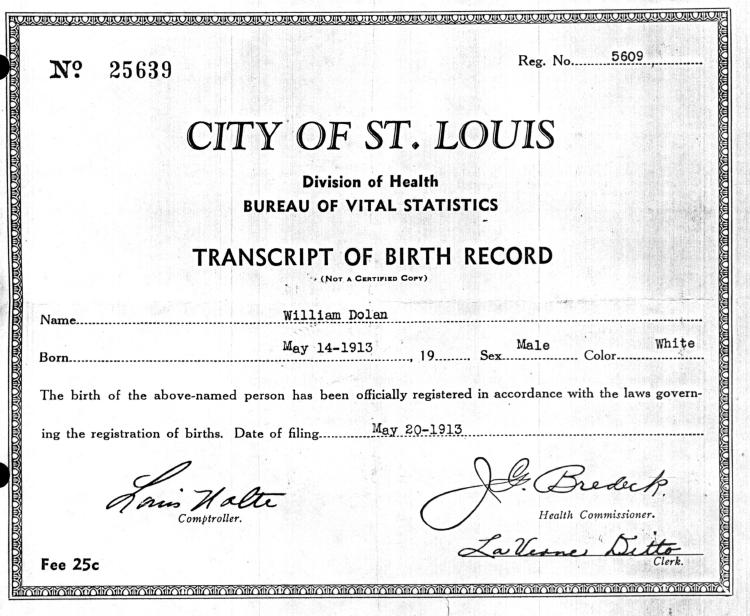 Nº 25639
Reg. No. 5609
CITY OF ST. LOUIS
Division of Health
BUREAU OF VITAL STATISTICS
TRANSCRIPT OF BIRTH RECORD
(NOT A CERTIFIED COPY)
Name William Dolan
Born May 14-1913, 19 Sex Male Color White
The birth of the above-named person has been officially registered in accordance with the laws govern-
ing the registration of births. Date of filing May 20-1913
Louis Nolte
Comptroller.
J. G. Bredeck.
Health Commissioner.
LaVerne Ditto
Clerk.
Fee 25c